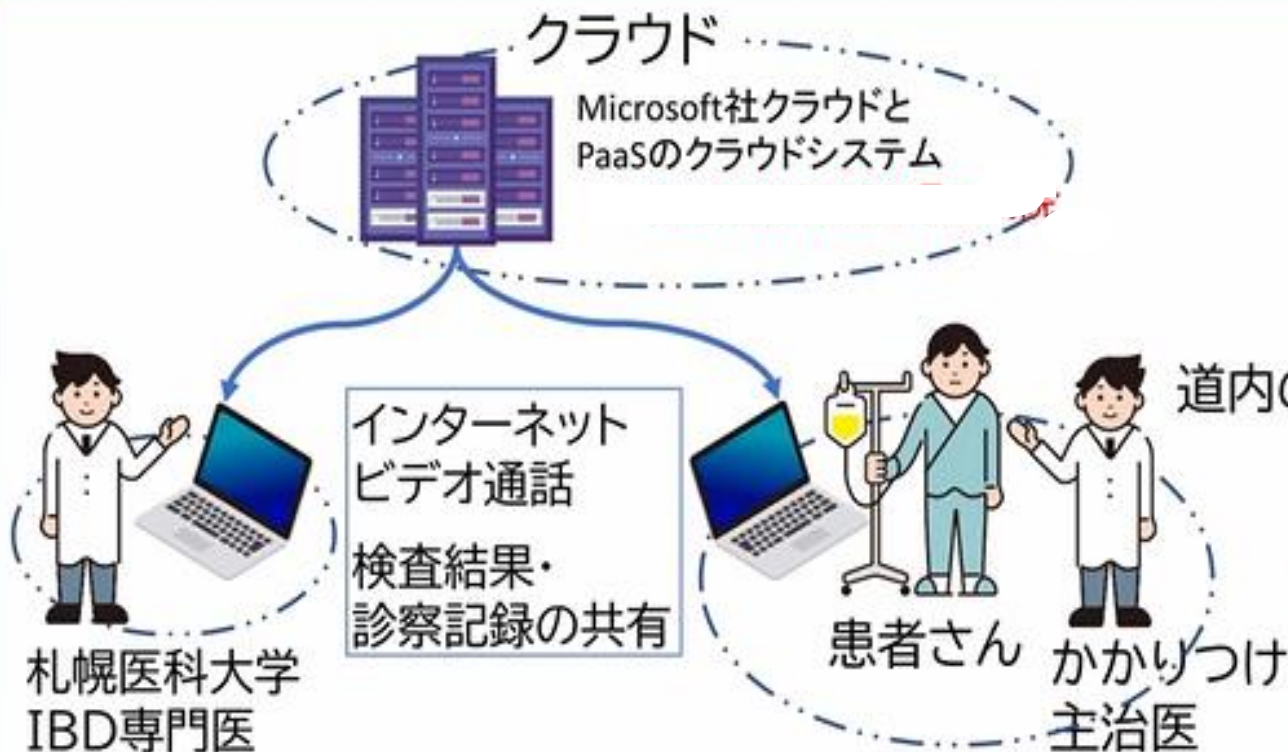 クラウド
Microsoft社クラウドと
PaaSのクラウドシステム
インターネット
ビデオ通話
検査結果・
診察記録の共有
道内の
患者さん
かかりつけ
主治医
札幌医科大学
IBD専門医